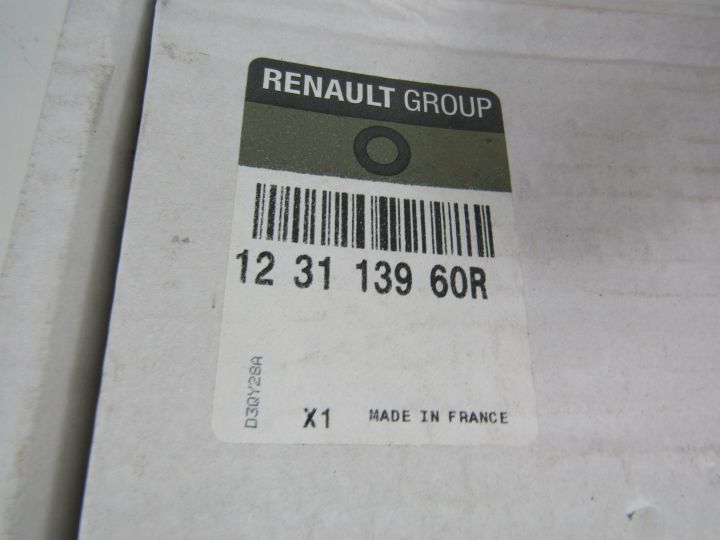 RENAULT GROUP
12 31 139 60R
D3QY28A
X1 MADE IN FRANCE